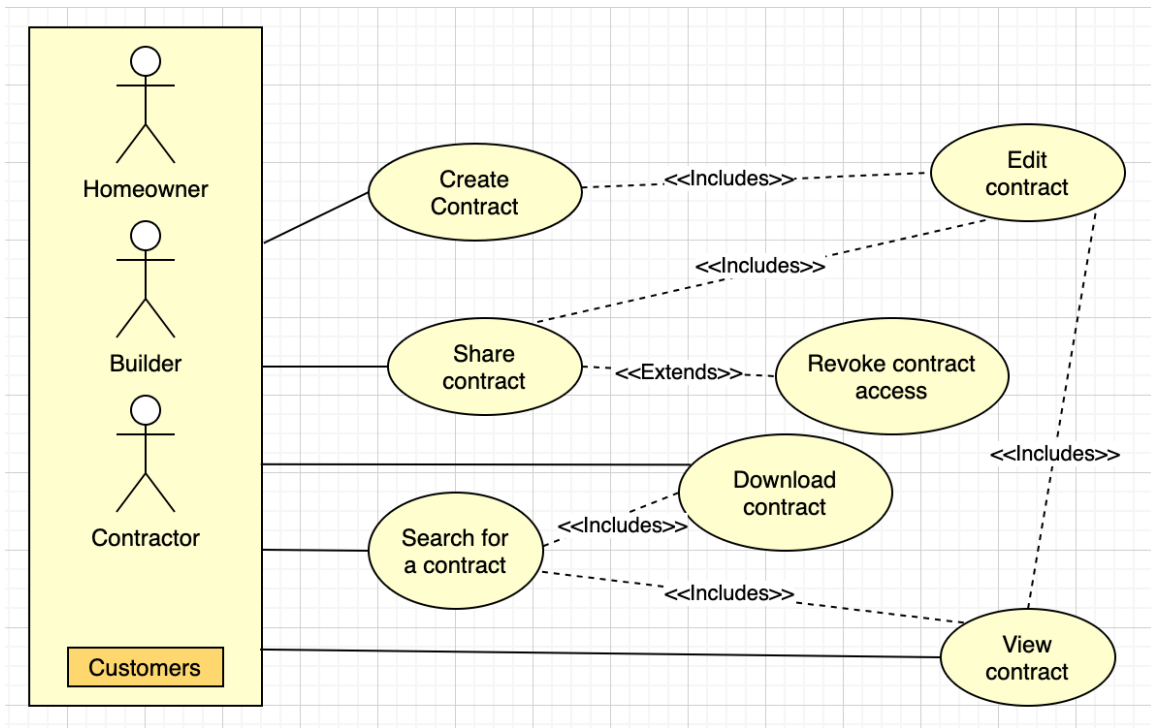 Homeowner
Builder
Contractor
Customers
Create
Contract
<<Includes>>
Edit
contract
<<Includes>>
Share
contract
<<Extends>>
Revoke contract
access
<<Includes>>
Download
contract
<<Includes>>
Search for
a contract
<<Includes>>
View
contract